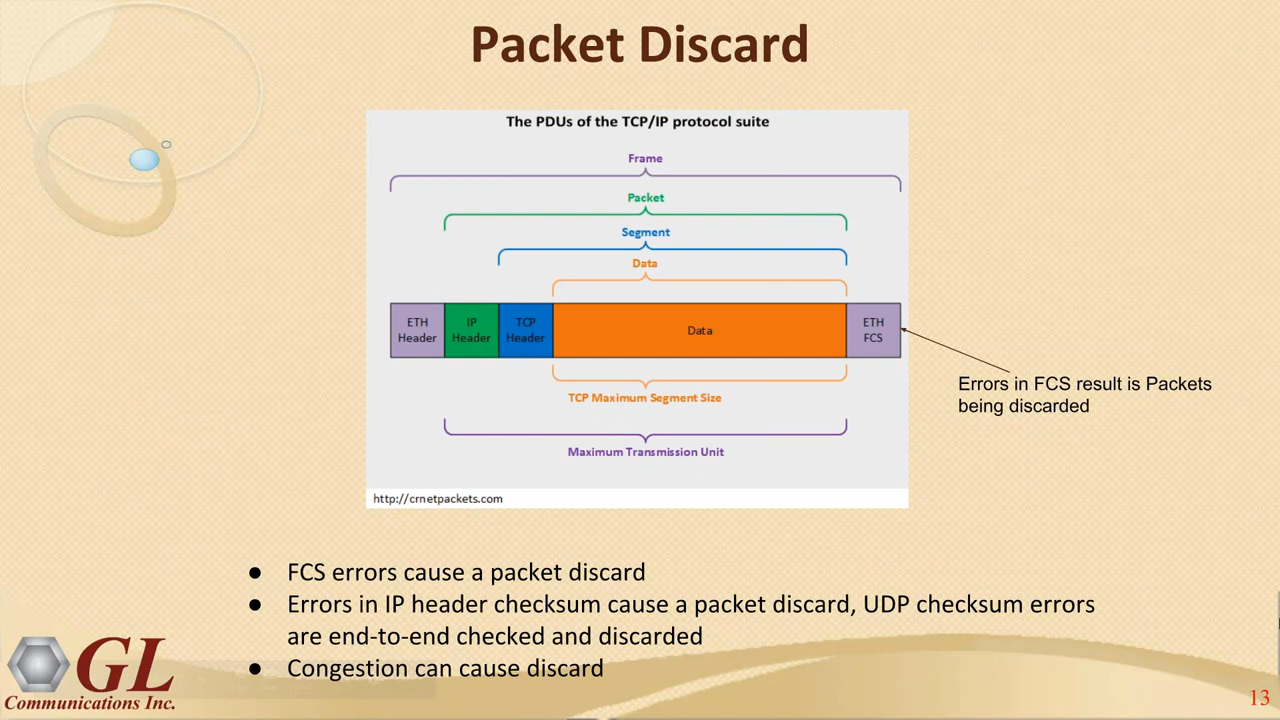 Packet Discard
The PDUs of the TCP/IP protocol suite
Frame
Packet
Segment
Data
ETH
Header
IP
Header
TCP
Header
Data
ETH
FCS
TCP Maximum Segment Size
Maximum Transmission Unit
http://crnetpackets.com
Errors in FCS result is Packets
being discarded
● FCS errors cause a packet discard
● Errors in IP header checksum cause a packet discard, UDP checksum errors
are end-to-end checked and discarded
● Congestion can cause discard
GL
Communications Inc.
13